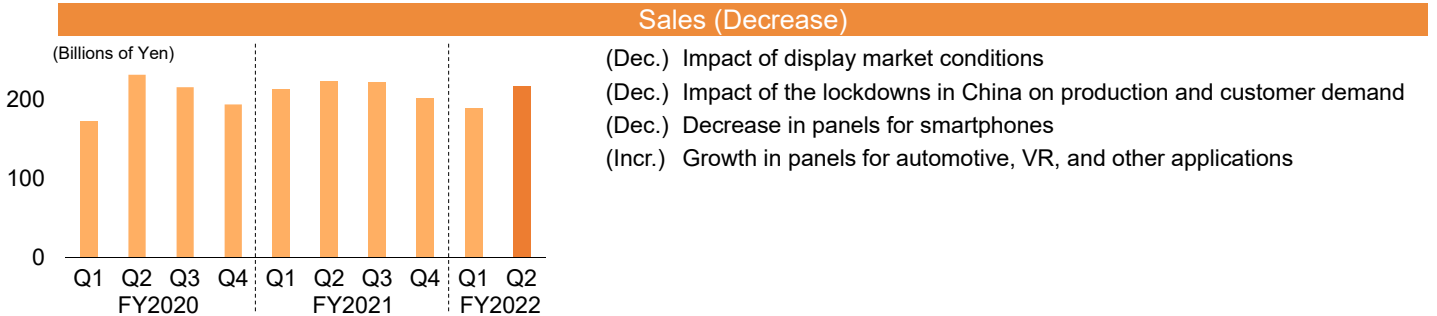 Sales (Decrease)
(Billions of Yen)
200
100
0
Q1 Q2 Q3 Q4 Q1 Q2 Q3 Q4 Q1 Q2
FY2020 FY2021 FY2022
(Dec.) Impact of display market conditions
(Dec.) Impact of the lockdowns in China on production and customer demand
(Dec.) Decrease in panels for smartphones
(Incr.) Growth in panels for automotive, VR, and other applications